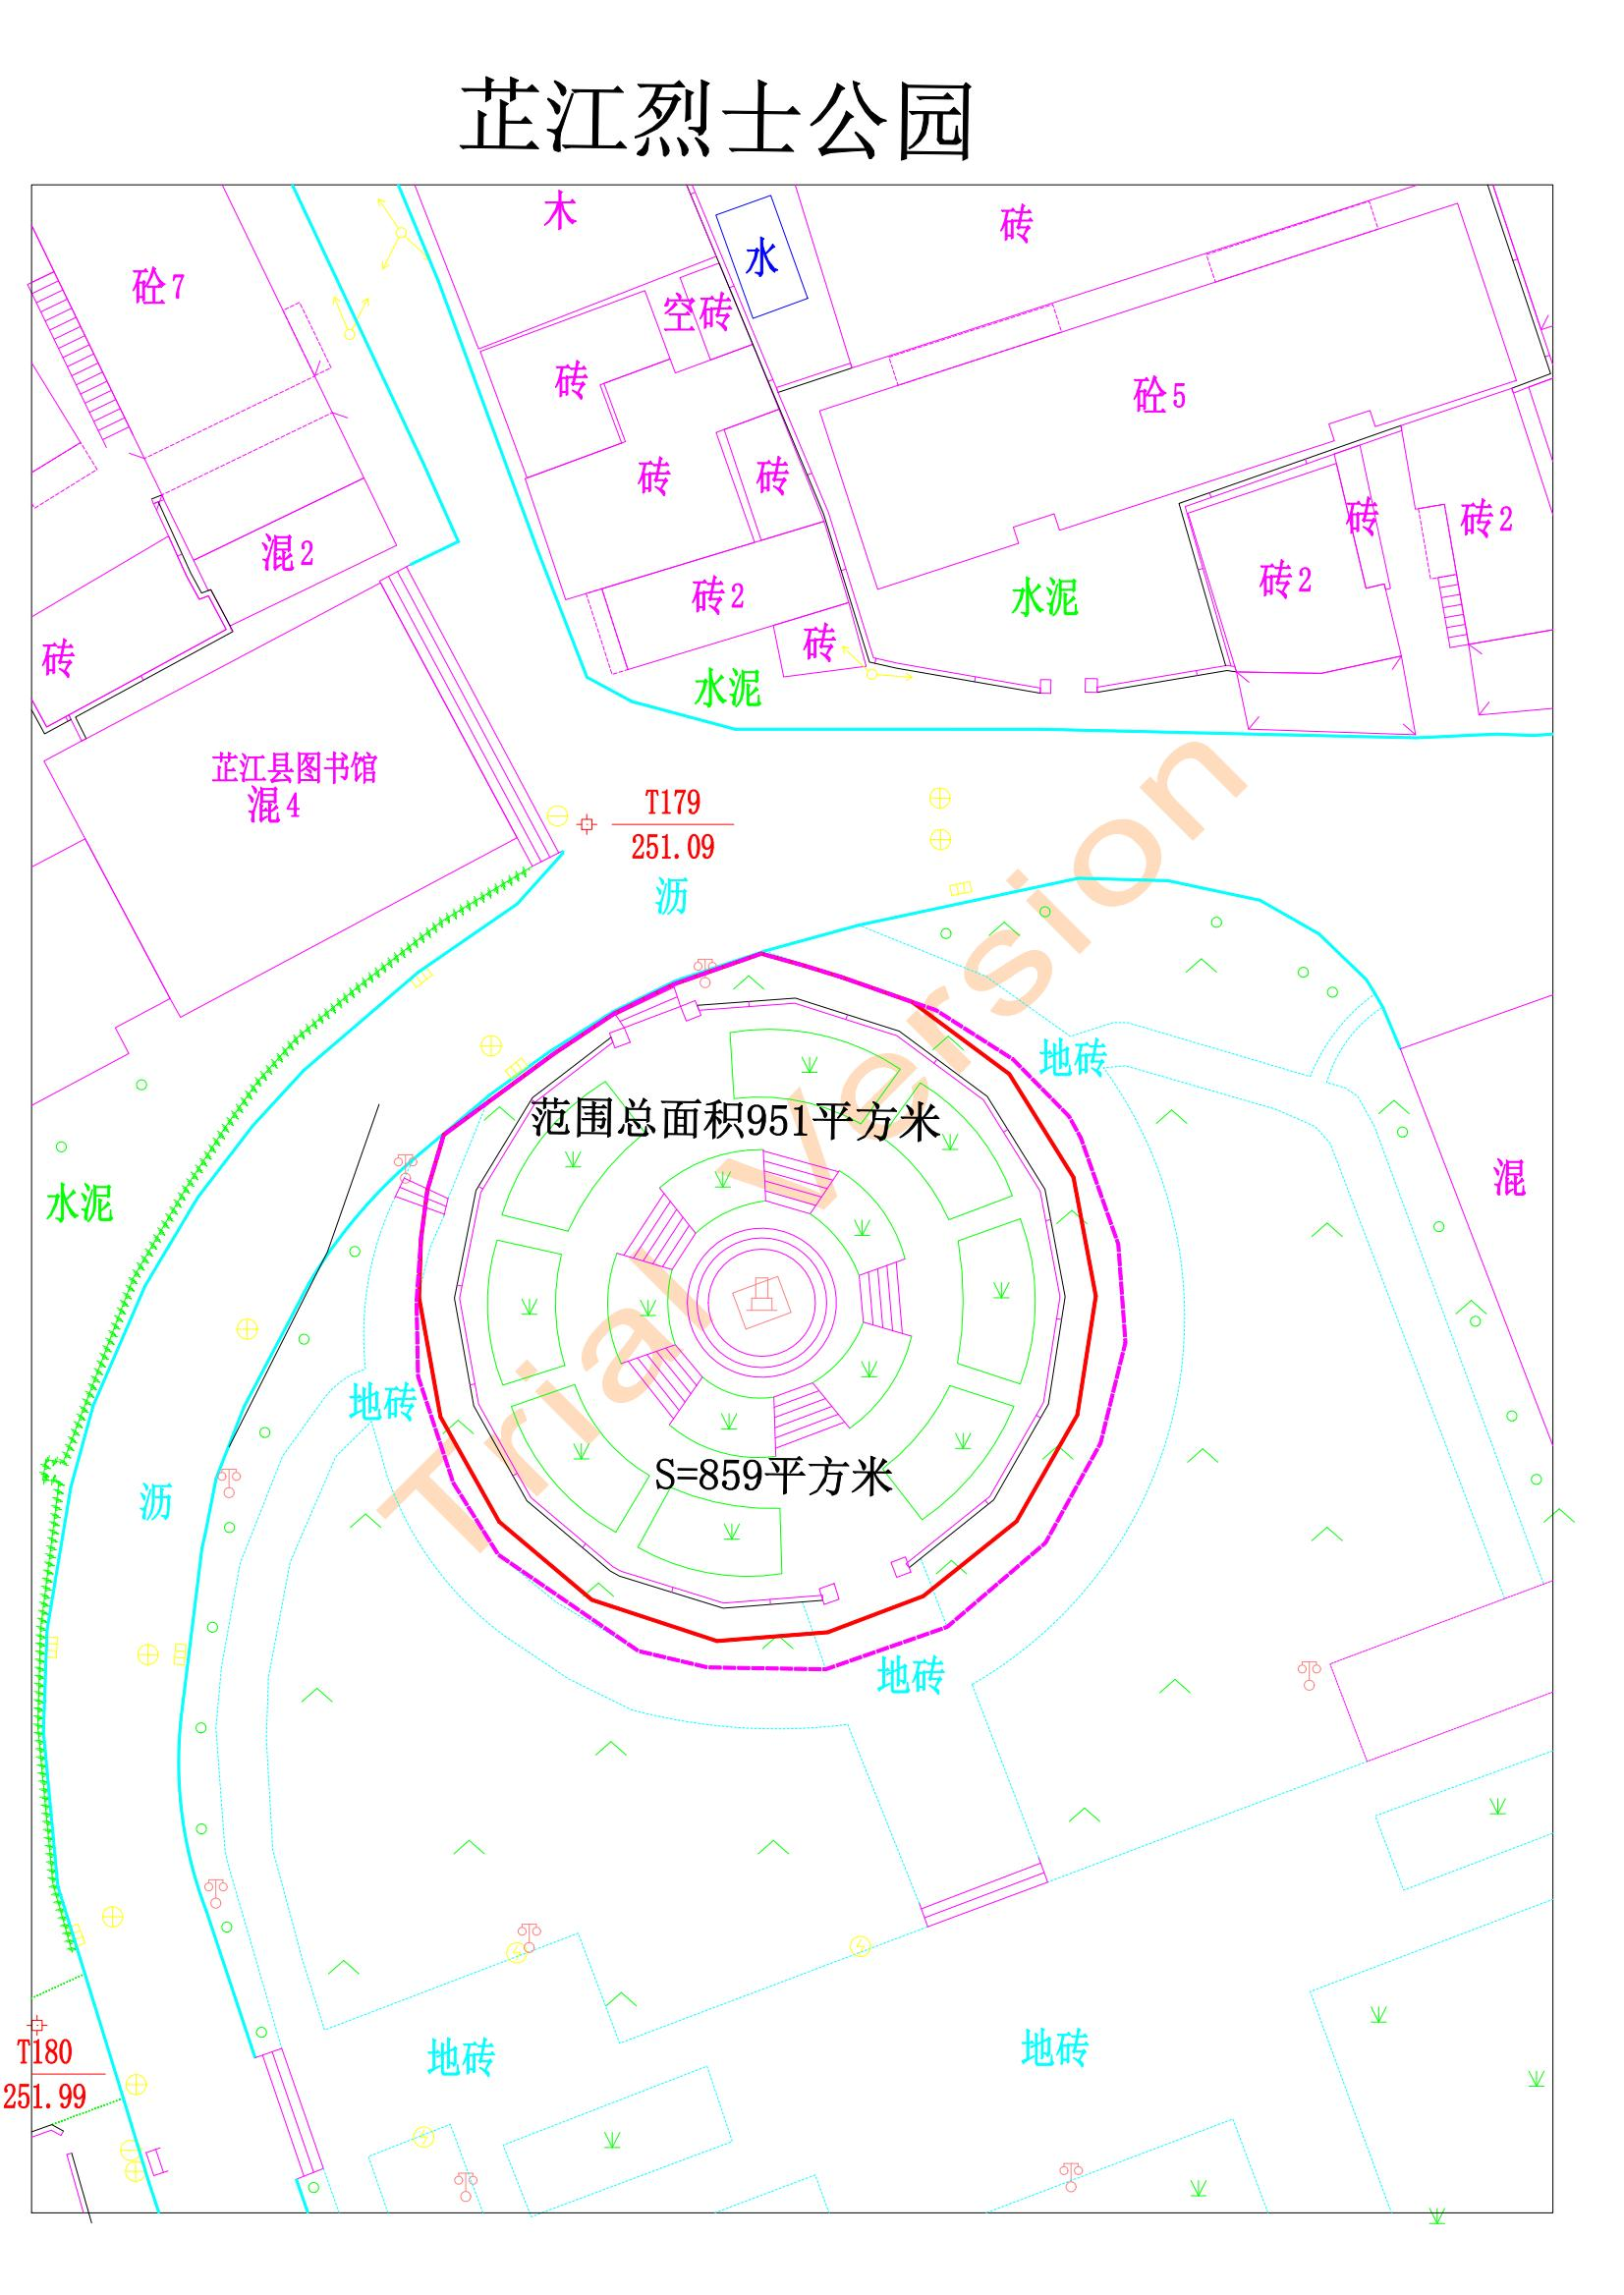 芷江烈士公园
木
砖
水
砼7
空砖
砖
砼5
砖
砖
砖
砖2
混2
砖2
砖2
水泥
砖
砖
水泥
芷江县图书馆
混4
T179
251.09
沥
地砖
范围总面积951平方米
混
水泥
Trial Version
地砖
S=859平方米
沥
地砖
T180
251.99
地砖
地砖